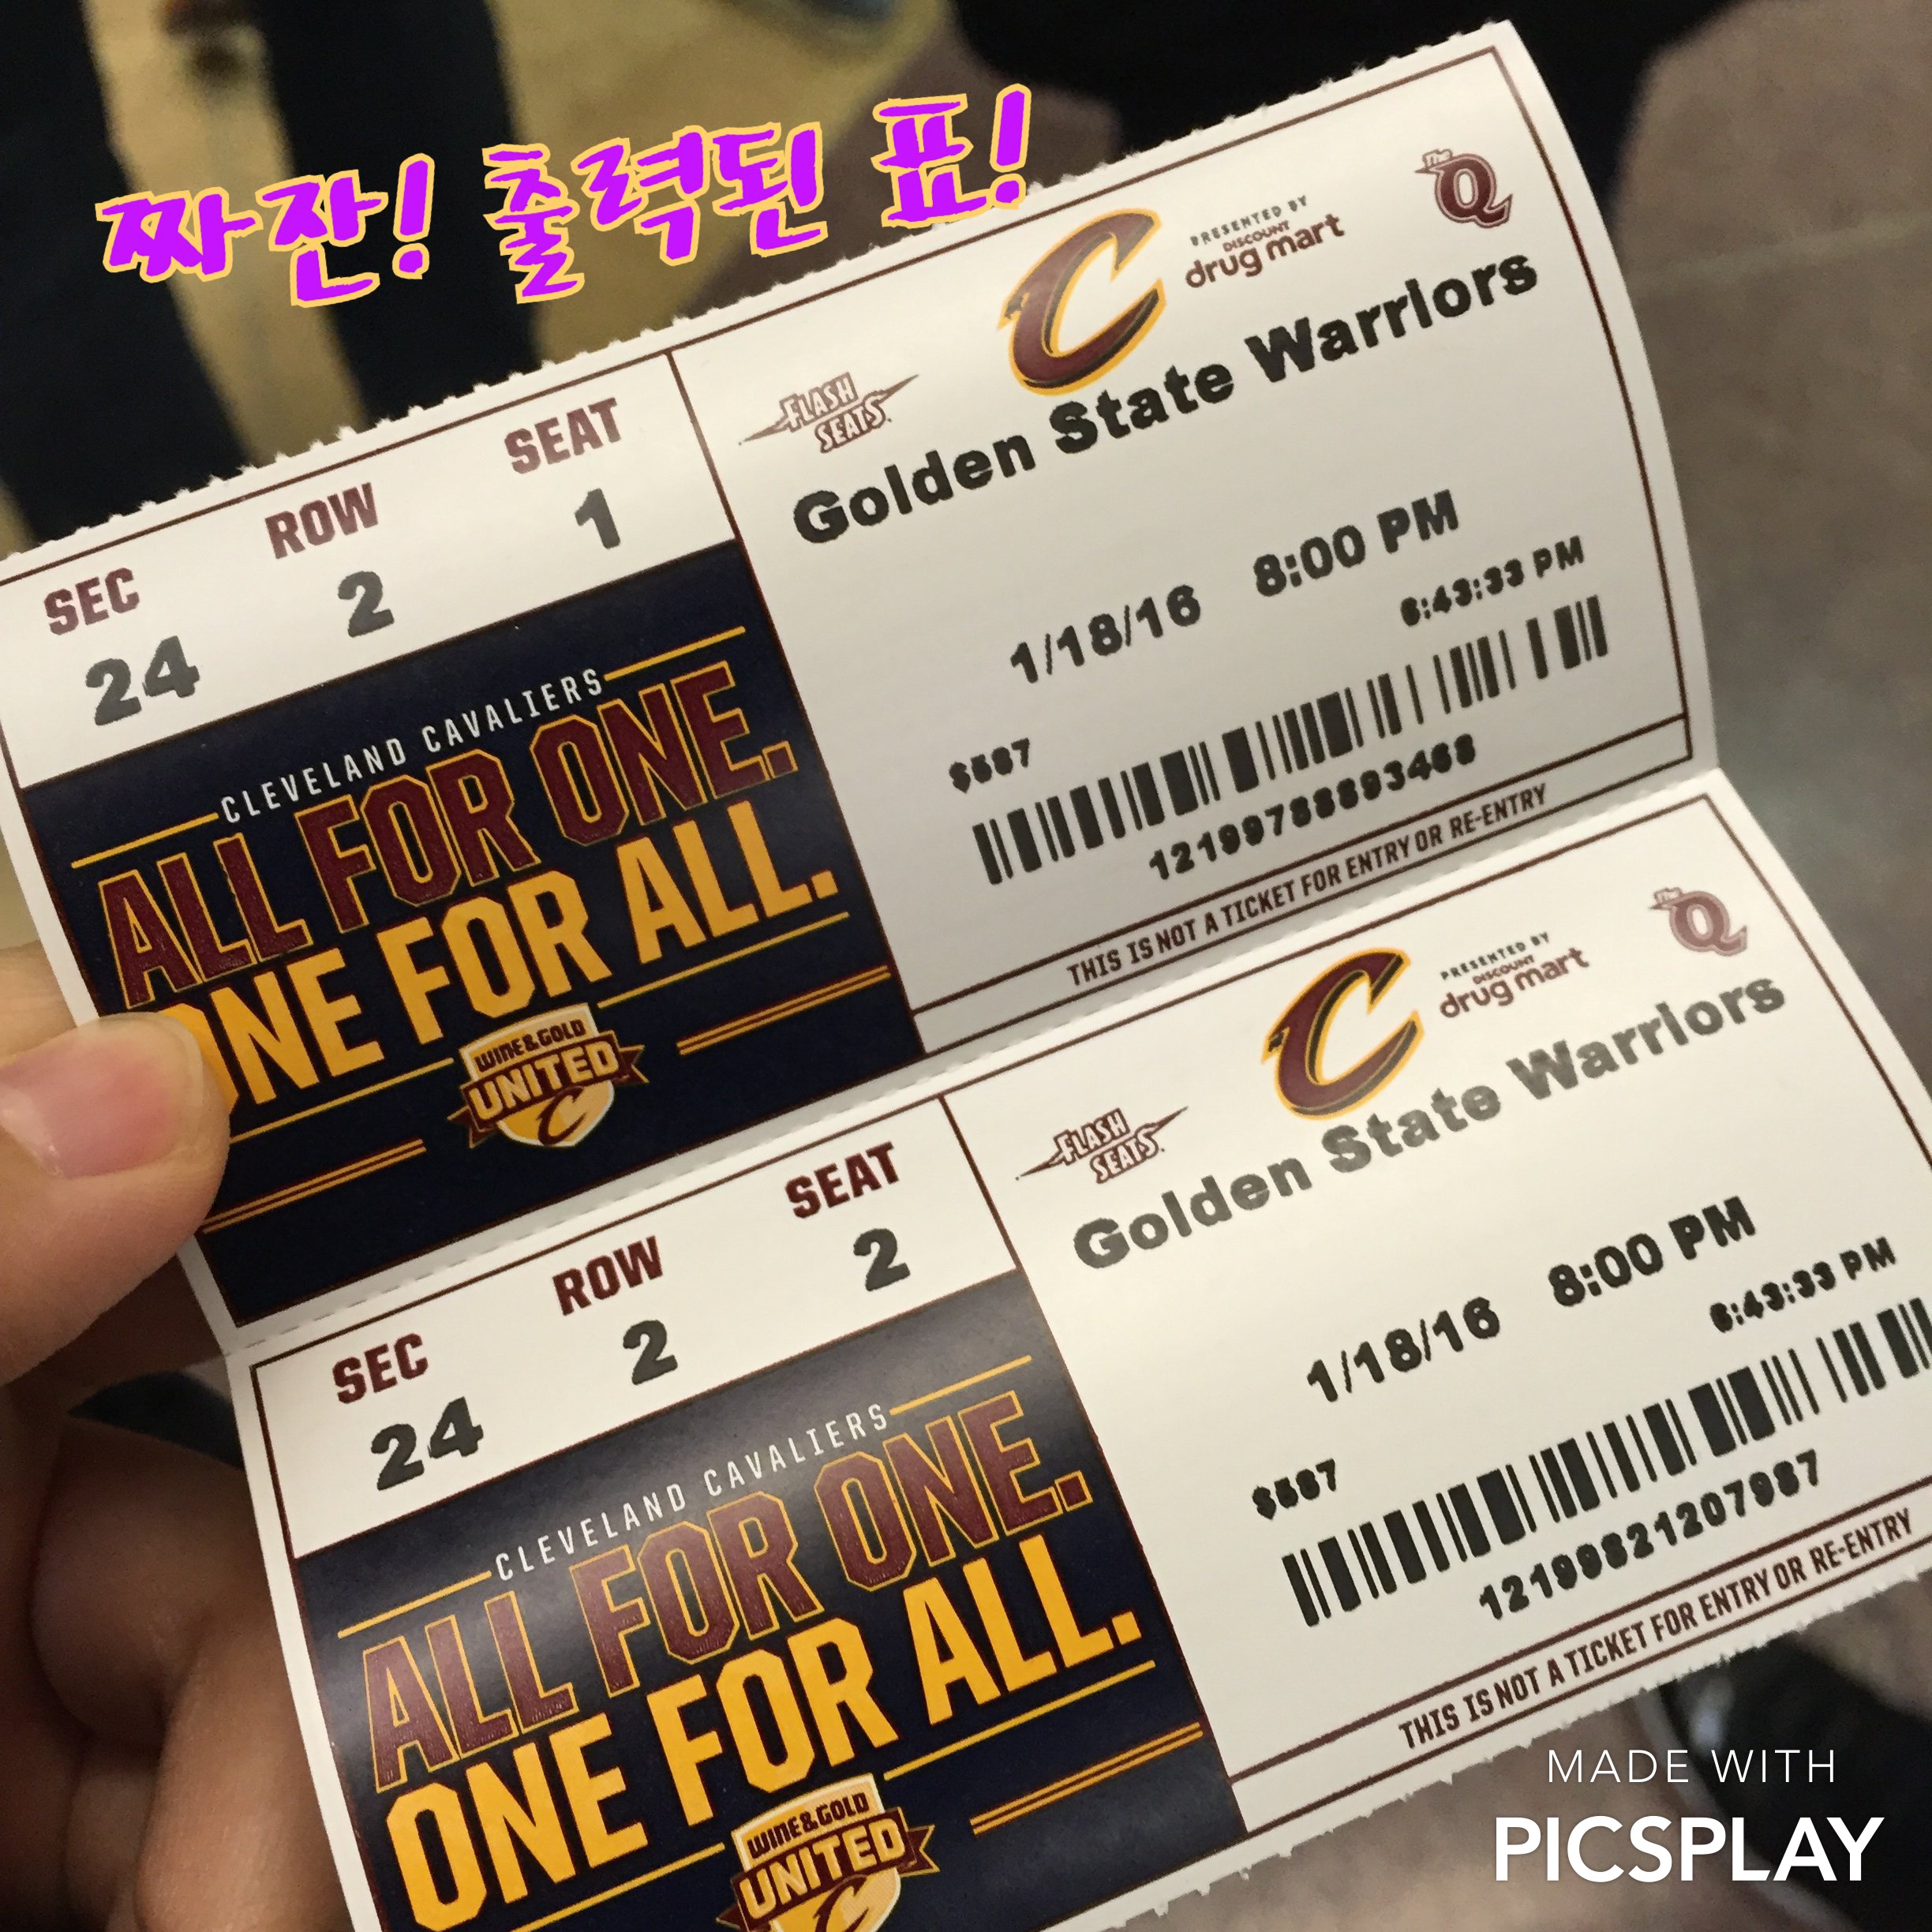 짜잔! 출력된 표!
SEC
24
ROW
2
SEAT
1
CLEVELAND CAVALIERS
ALL FOR ONE.
ONE FOR ALL.
WINE & GOLD
UNITED
FLASH
SEATS
C
PRESENTED BY
DISCOUNT
drug mart
The Q
Golden State Warriors
1/18/16 8:00 PM
6:43:33 PM
THIS IS NOT A TICKET FOR ENTRY OR RE-ENTRY
SEC
24
ROW
2
SEAT
2
CLEVELAND CAVALIERS
ALL FOR ONE.
ONE FOR ALL.
WINE & GOLD
UNITED
FLASH
SEATS
C
PRESENTED BY
DISCOUNT
drug mart
The Q
Golden State Warriors
1/18/16 8:00 PM
6:43:33 PM
THIS IS NOT A TICKET FOR ENTRY OR RE-ENTRY
MADE WITH
PICSPLAY